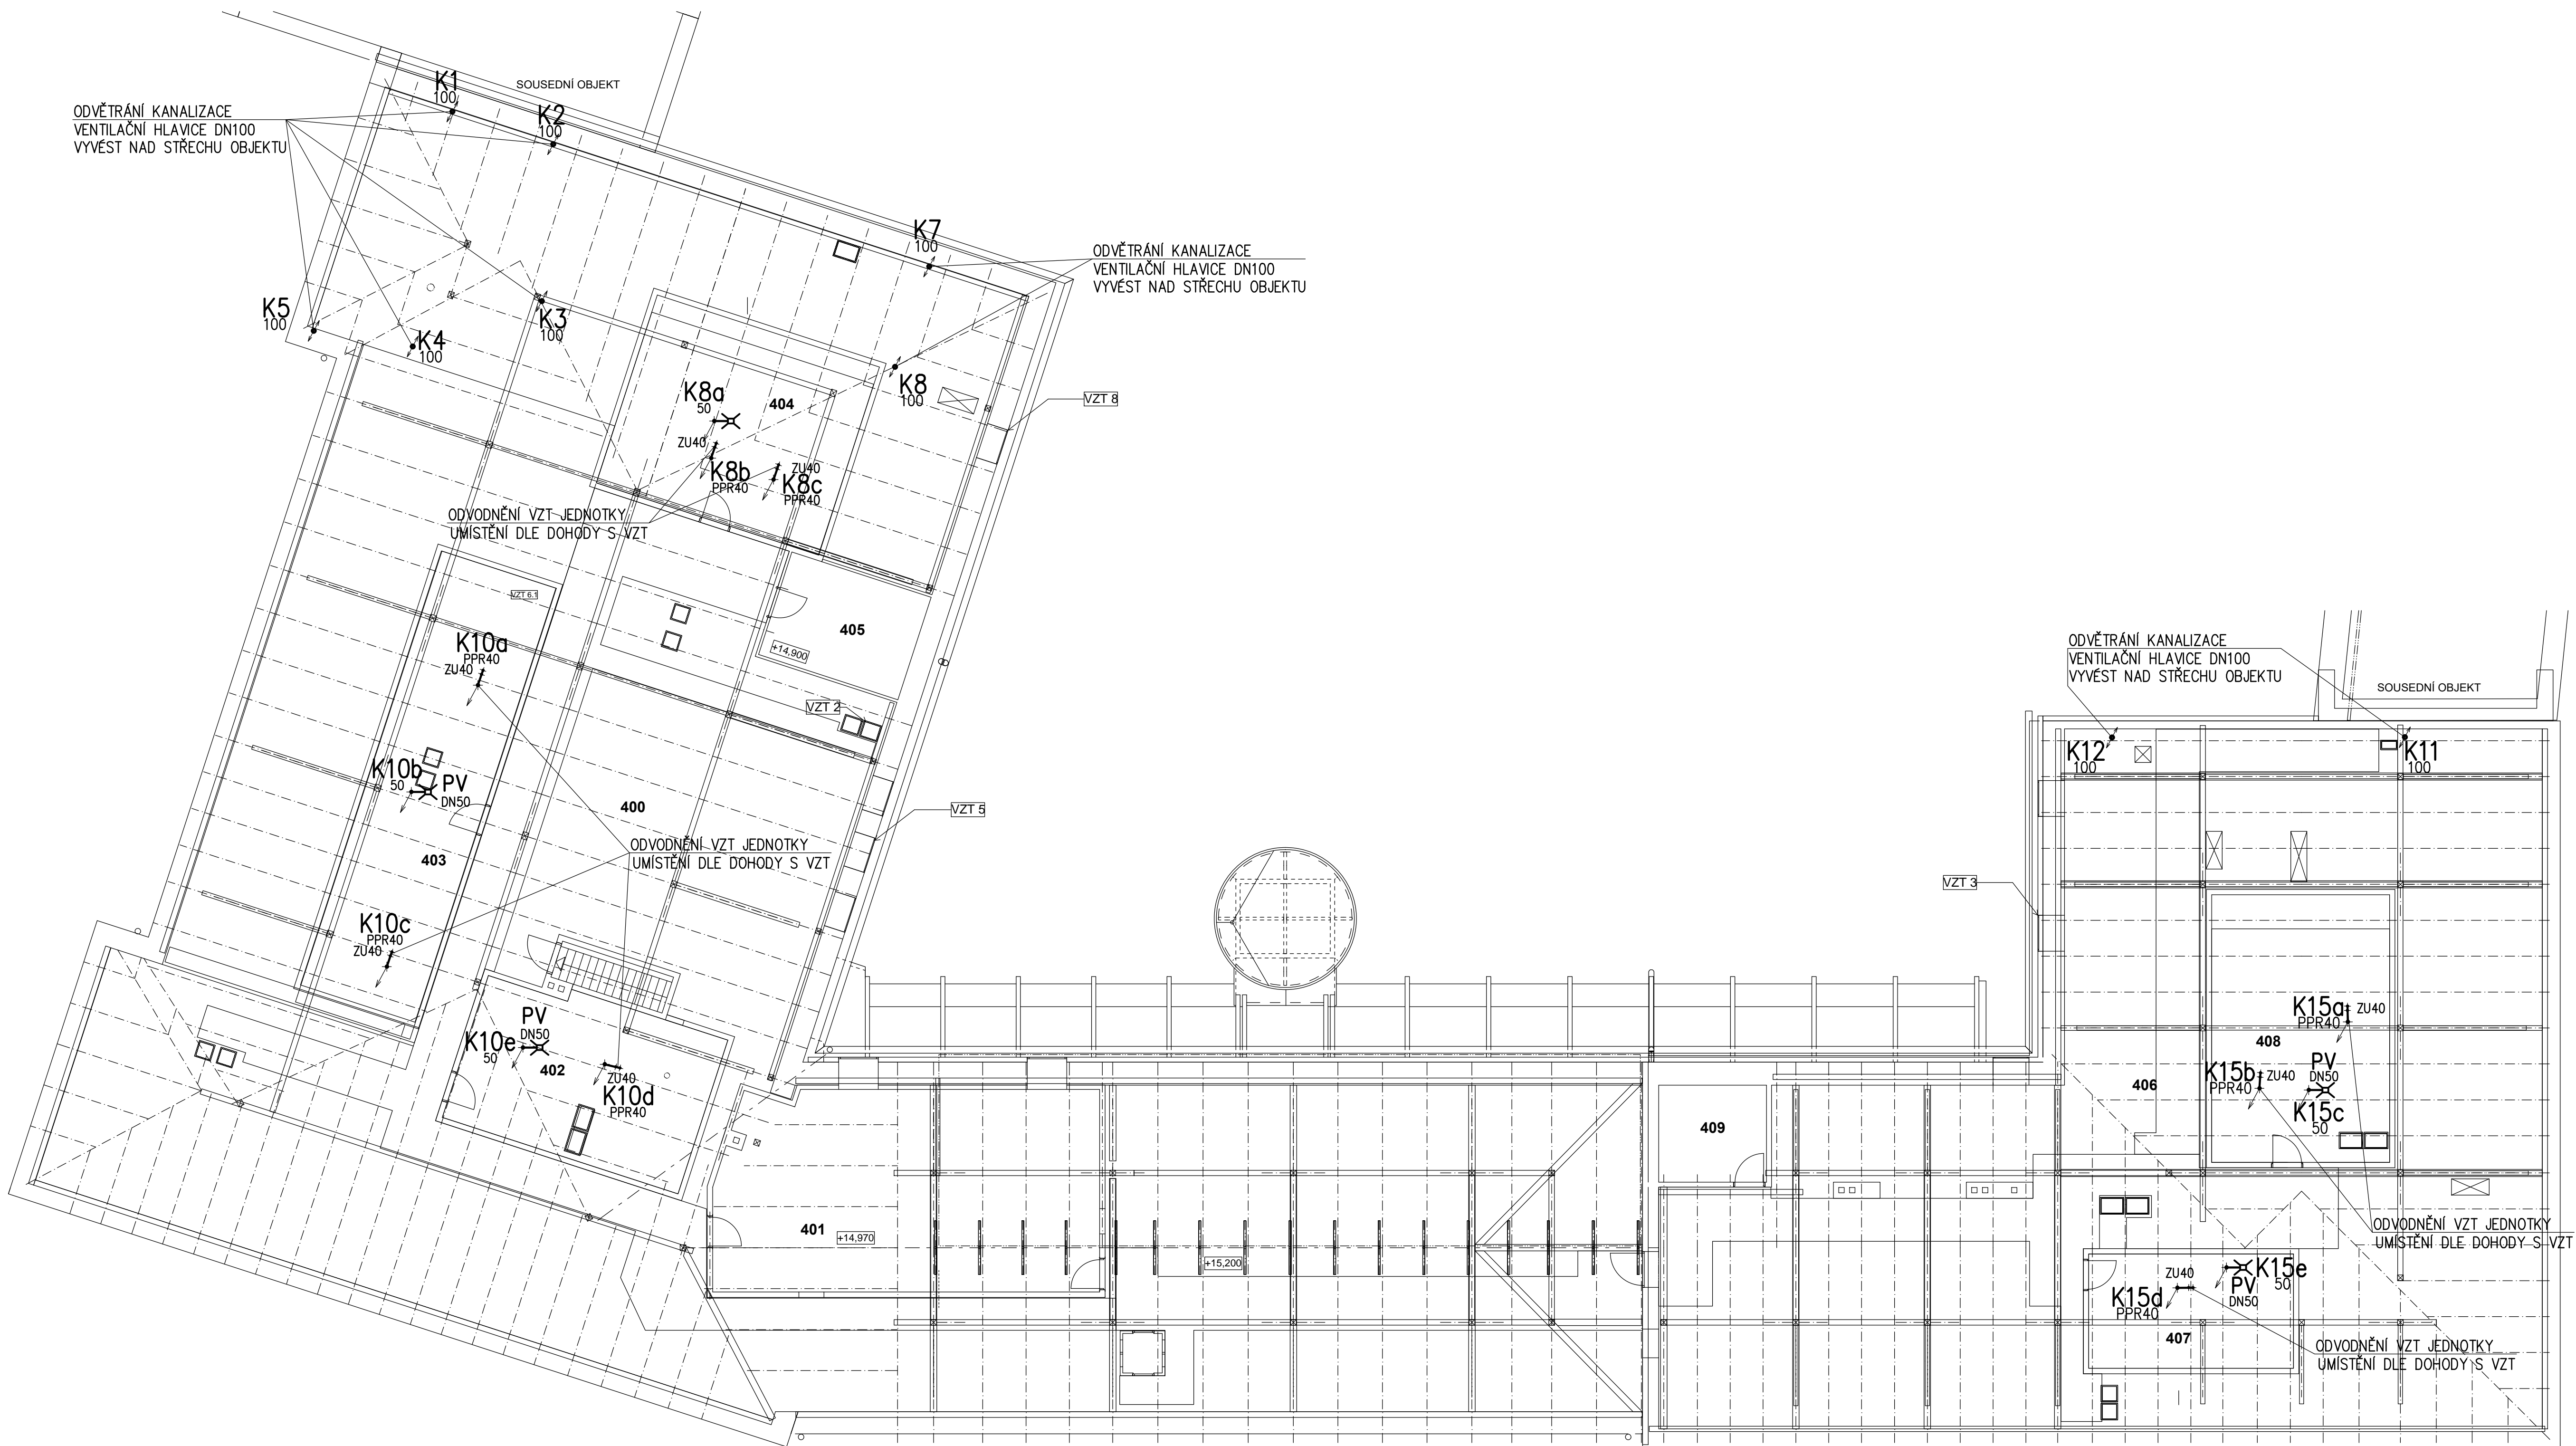 SOUSEDNÍ OBJEKT
K1
100
ODVĚTRÁNÍ KANALIZACE
VENTILAČNÍ HLAVICE DN100
VYVÉST NAD STŘECHU OBJEKTU
K2
100
K7
100
ODVĚTRÁNÍ KANALIZACE
VENTILAČNÍ HLAVICE DN100
VYVÉST NAD STŘECHU OBJEKTU
K5
100
K3
100
K4
100
K8
100
K8a
50
404
VZT 8
ZU40
K8b
PPR40
ZU40
K8c
PPR40
ODVODNĚNÍ VZT JEDNOTKY
UMÍSTĚNÍ DLE DOHODY S VZT
VZT 6.1
405
+14,900
K10a
PPR40
ZU40
VZT 2
K10b
50
PV
DN50
400
VZT 5
ODVODNĚNÍ VZT JEDNOTKY
UMÍSTĚNÍ DLE DOHODY S VZT
403
K10c
PPR40
ZU40
PV
DN50
K10e
50
402
ZU40
K10d
PPR40
401
+14,970
+15,200
409
ODVĚTRÁNÍ KANALIZACE
VENTILAČNÍ HLAVICE DN100
VYVÉST NAD STŘECHU OBJEKTU
SOUSEDNÍ OBJEKT
K12
100
K11
100
VZT 3
K15a
PPR40
ZU40
408
K15b
PPR40
ZU40
PV
DN50
K15c
50
406
ODVODNĚNÍ VZT JEDNOTKY
UMÍSTĚNÍ DLE DOHODY S VZT
ZU40
K15d
PPR40
K15e
50
PV
DN50
407
ODVODNĚNÍ VZT JEDNOTKY
UMÍSTĚNÍ DLE DOHODY S VZT